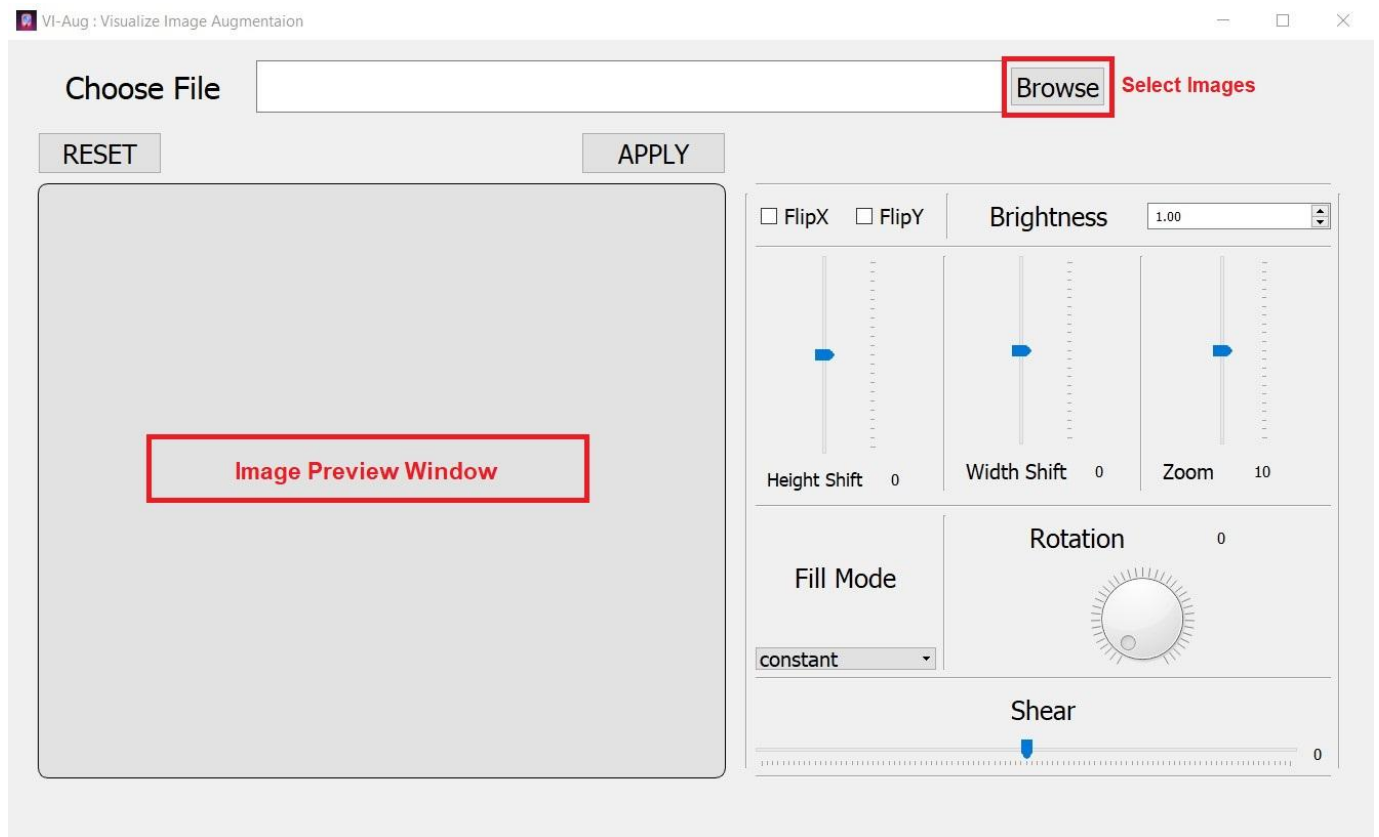 VI-Aug : Visualize Image Augmentaion
Choose File
Browse
Select Images
RESET
APPLY
FlipX
FlipY
Brightness
1.00
Image Preview Window
Height Shift 0
Width Shift 0
Zoom 10
Fill Mode
constant
Rotation 0
Shear
0